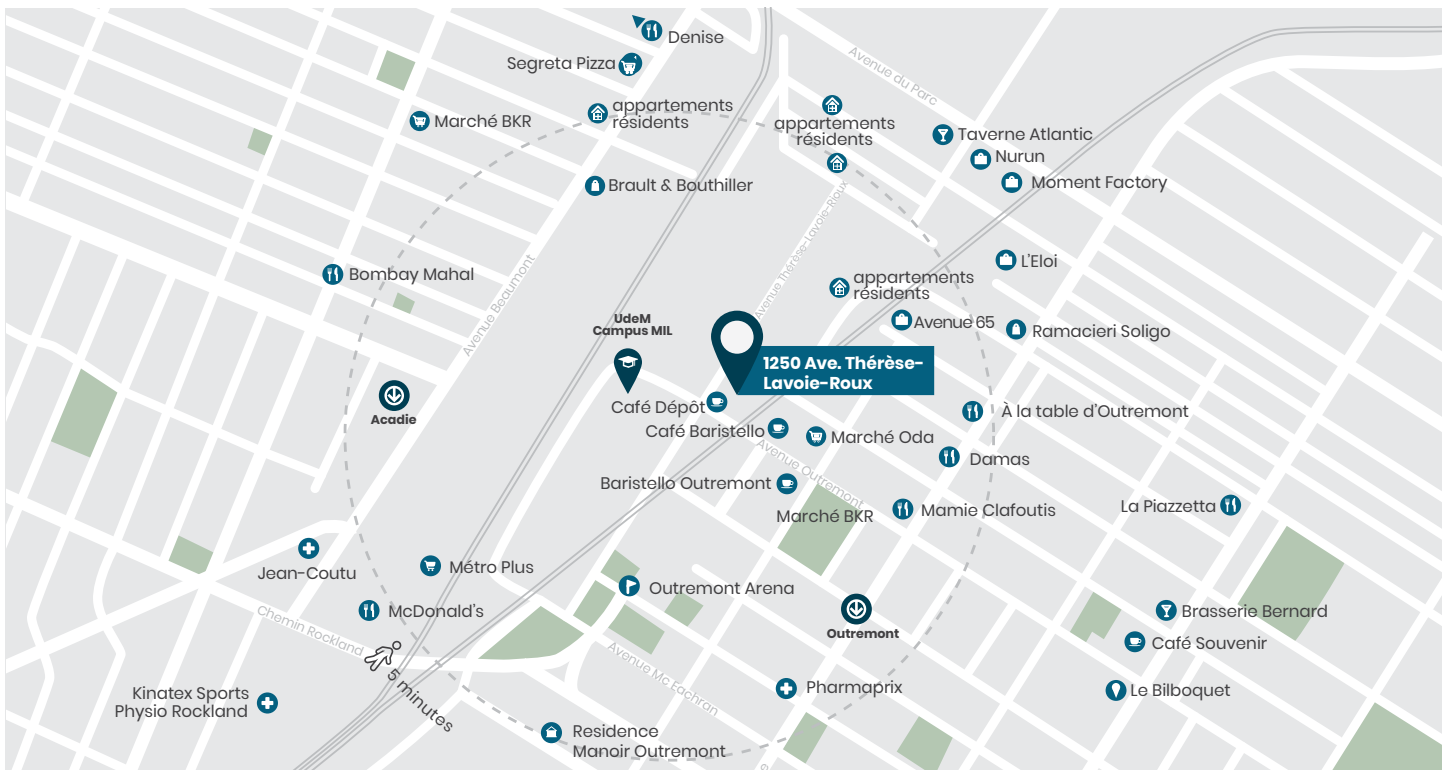 Denise
Segreta Pizza
Avenue du Parc
appartements
résidents
appartements
résidents
Marché BKR
Taverne Atlantic
Nurun
Moment Factory
Brault & Bouthiller
Avenue Thérèse-Lavoie-Roux
L'Eloi
Bombay Mahal
Avenue Beaumont
appartements
résidents
UdeM
Campus MIL
Avenue 65
Ramacieri Soligo
1250 Ave. Thérèse-
Lavoie-Roux
Acadie
Café Dépôt
À la table d'Outremont
Café Baristello
Marché Oda
Avenue Outremont
Damas
Baristello Outremont
Marché BKR
Mamie Clafoutis
La Piazzetta
Jean-Coutu
Métro Plus
Outremont Arena
McDonald's
Chemin Rockland
Outremont
Brasserie Bernard
Café Souvenir
5 minutes
Avenue Mc Eachran
Kinatex Sports
Physio Rockland
Pharmaprix
Le Bilboquet
Residence
Manoir Outremont